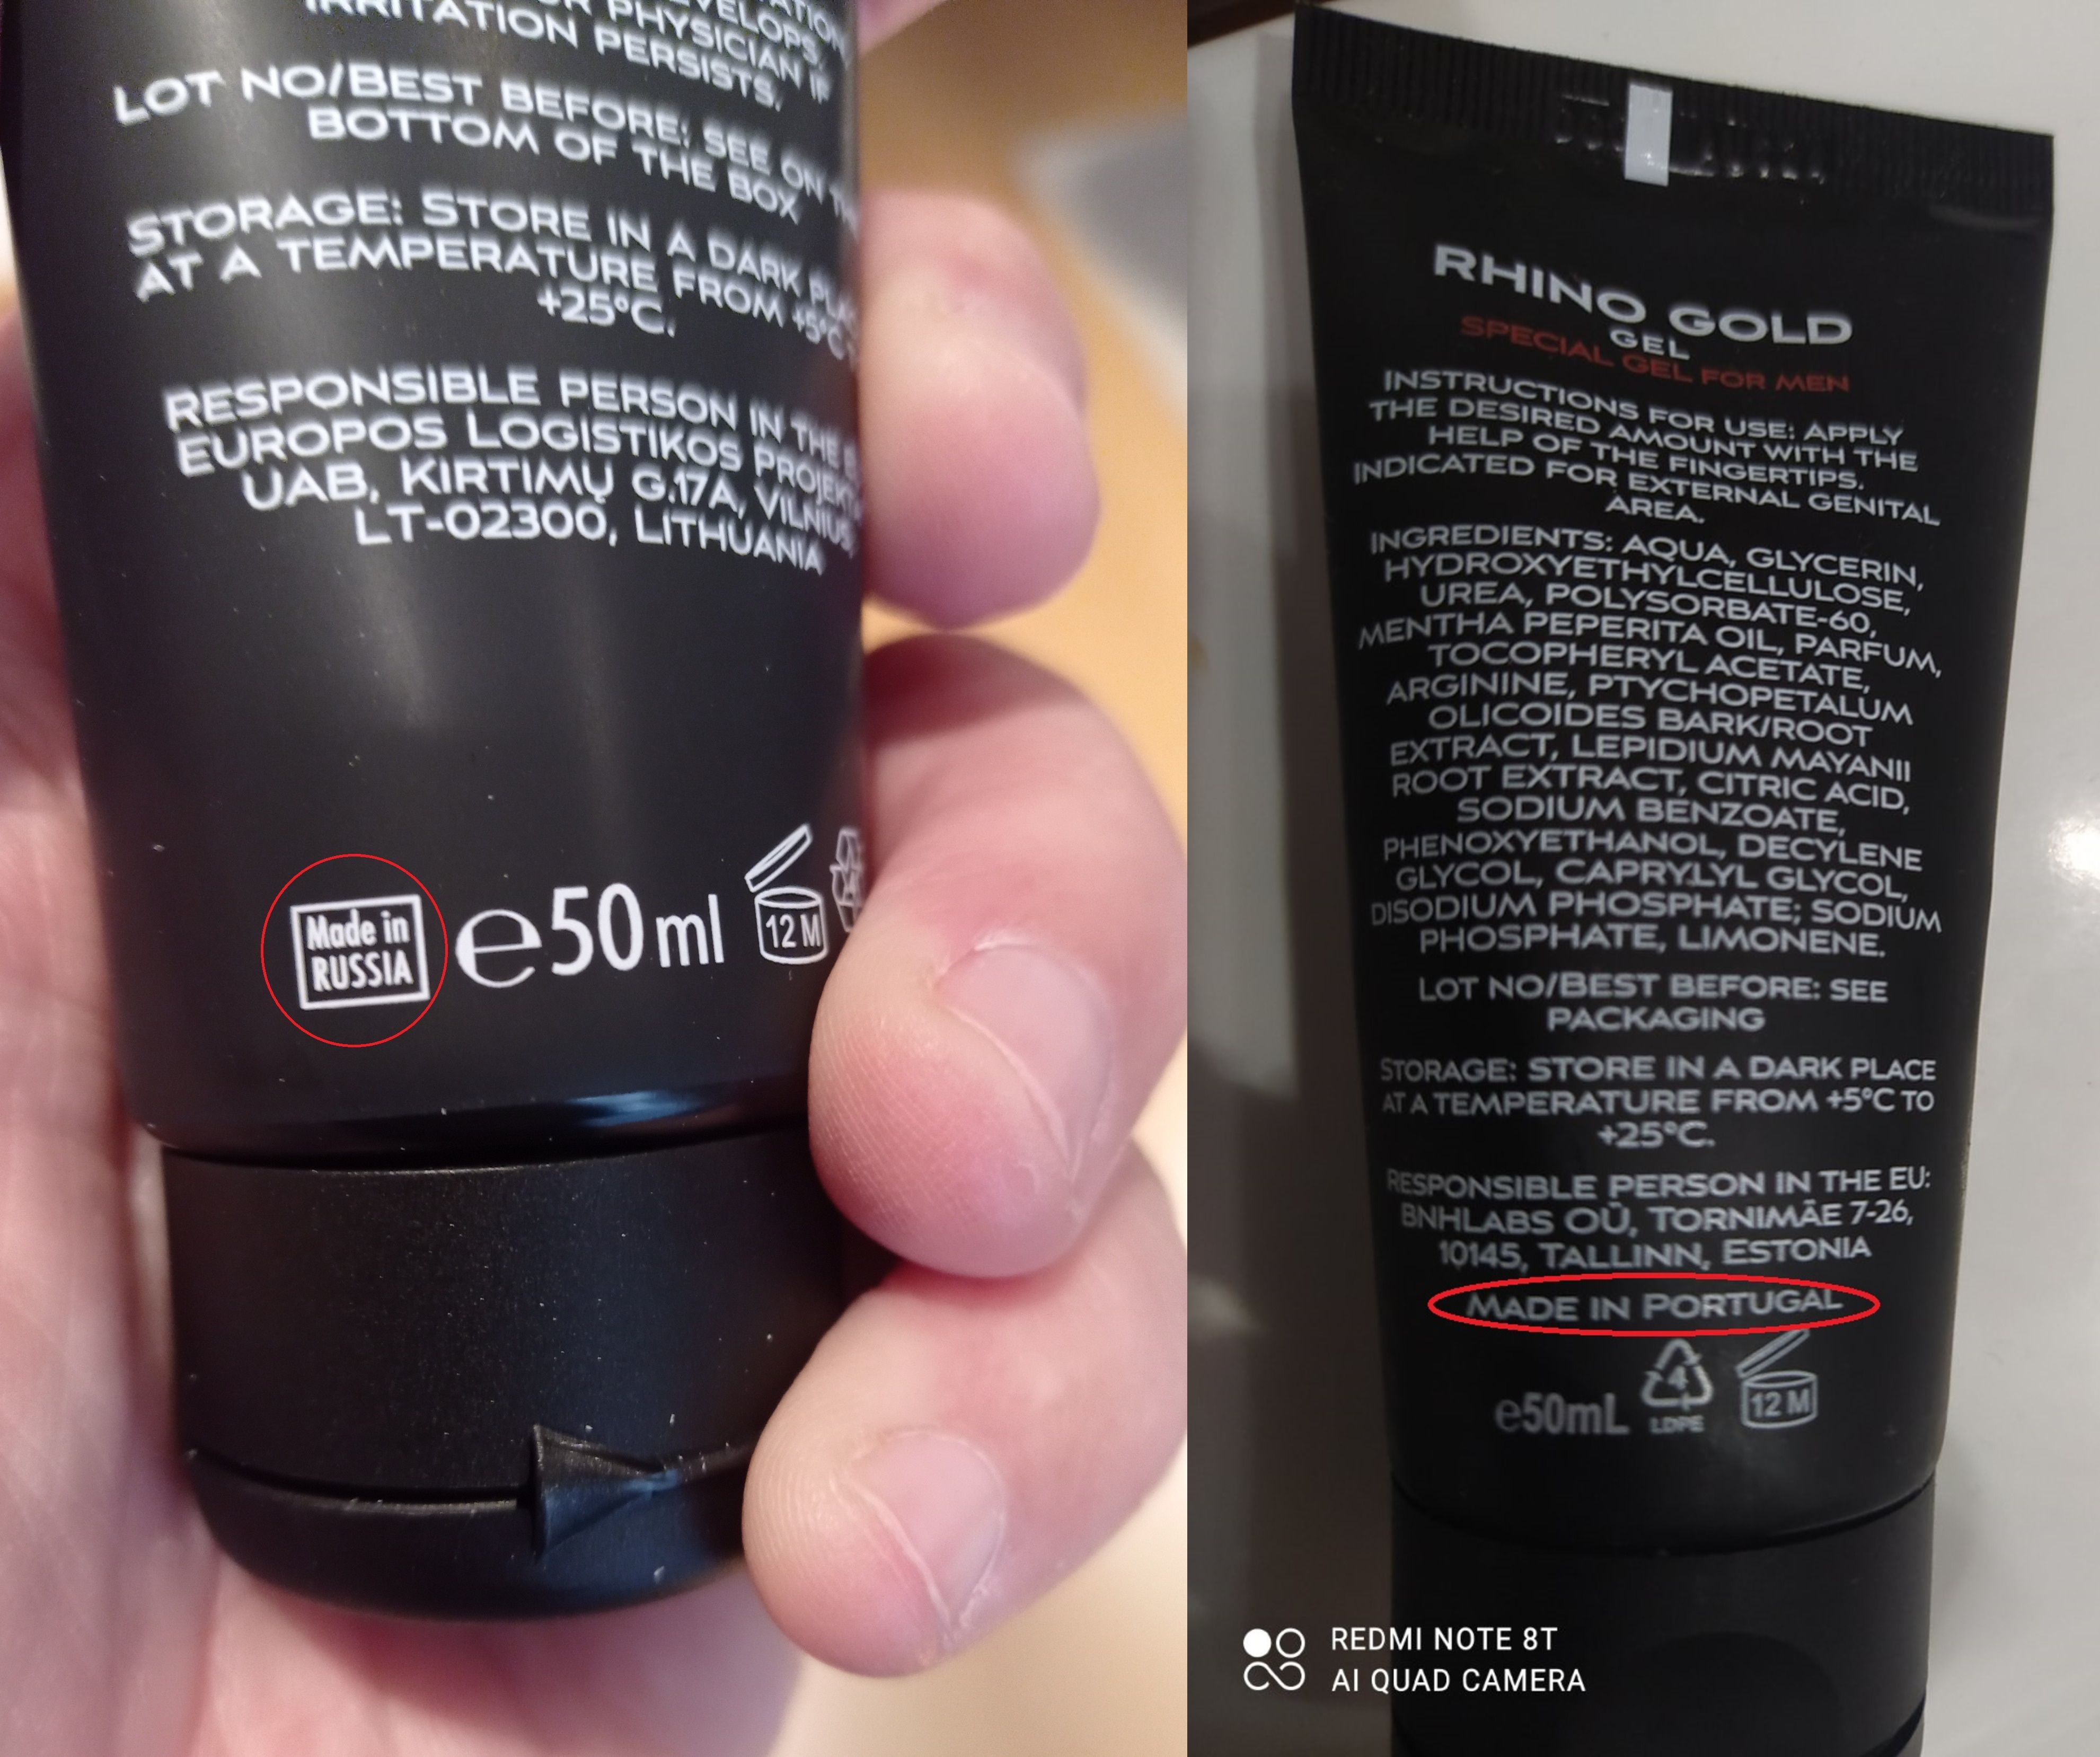 ATION
DEVELOPS,
OR PHYSICIAN IF
IRRITATION PERSISTS.
LOT NO/BEST BEFORE: SEE ON THE
BOTTOM OF THE BOX
STORAGE: STORE IN A DARK PLAC
AT A TEMPERATURE FROM +5°C
+25°C.
RESPONSIBLE PERSON IN THE E
EUROPOS LOGISTIKOS PROJEKT
UAB, KIRTIMŲ G.17A, VILNIUS,
LT-02300, LITHUANIA
Made in
RUSSIA
e50ml
12 M
RHINO GOLD
GEL
SPECIAL GEL FOR MEN
INSTRUCTIONS FOR USE: APPLY
THE DESIRED AMOUNT WITH THE
HELP OF THE FINGERTIPS.
INDICATED FOR EXTERNAL GENITAL
AREA.
INGREDIENTS: AQUA, GLYCERIN,
HYDROXYETHYLCELLULOSE,
UREA, POLYSORBATE-60,
MENTHA PEPERITA OIL, PARFUM,
TOCOPHERYL ACETATE,
ARGININE, PTYCHOPETALUM
OLICOIDES BARK/ROOT
EXTRACT, LEPIDIUM MAYANII
ROOT EXTRACT, CITRIC ACID,
SODIUM BENZOATE,
PHENOXYETHANOL, DECYLENE
GLYCOL, CAPRYLYL GLYCOL,
DISODIUM PHOSPHATE; SODIUM
PHOSPHATE, LIMONENE.
LOT NO/BEST BEFORE: SEE
PACKAGING
STORAGE: STORE IN A DARK PLACE
AT A TEMPERATURE FROM +5°C TO
+25°C.
RESPONSIBLE PERSON IN THE EU:
BNHLABS OÜ, TORNIMÄE 7-26,
10145, TALLINN, ESTONIA
MADE IN PORTUGAL
e50mL
4
LDPE
12 M
REDMI NOTE 8T
AI QUAD CAMERA